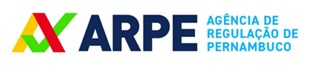 ARPE
AGÊNCIA DE
REGULAÇÃO DE
PERNAMBUCO